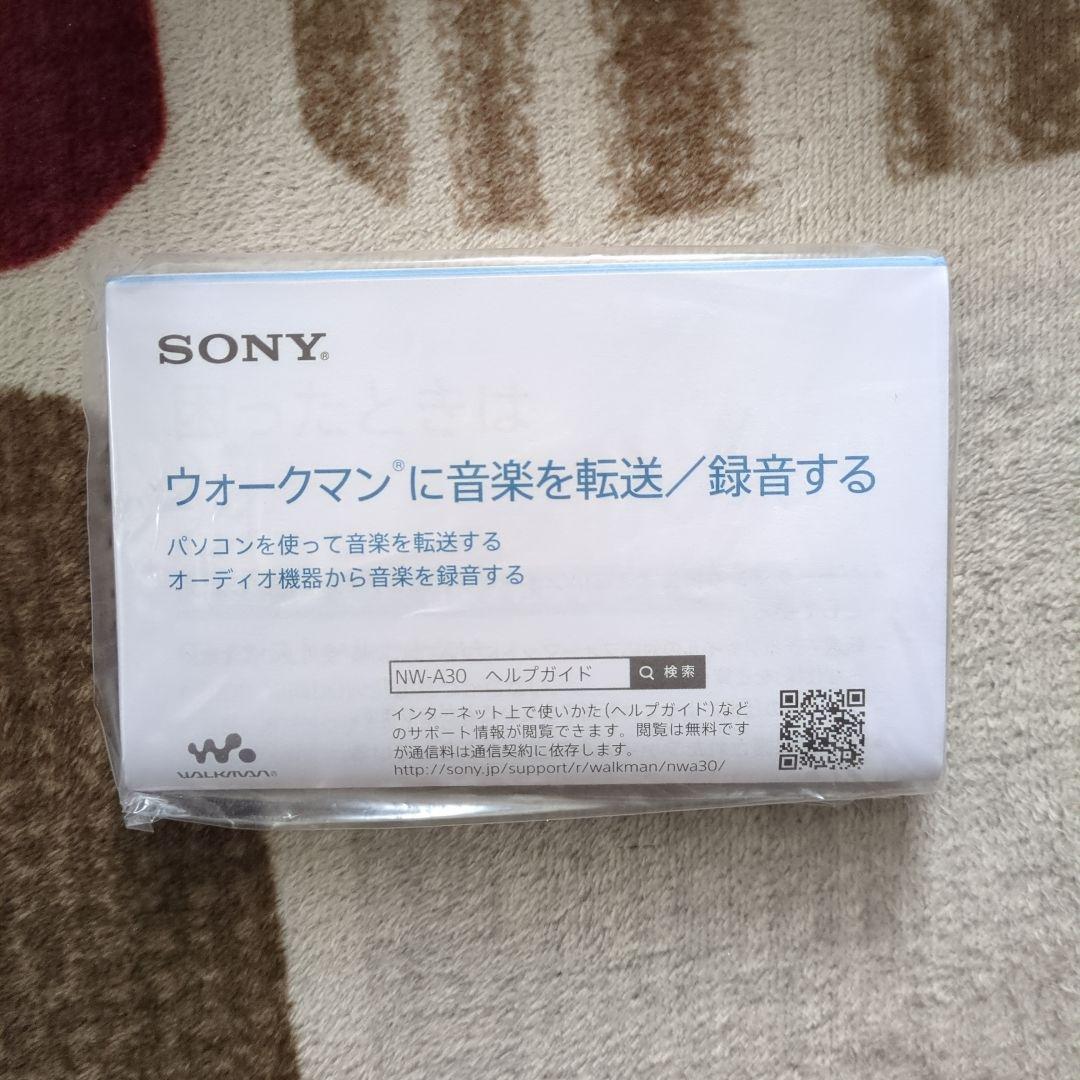 SONY®
ウォークマン®に音楽を転送／録音する
パソコンを使って音楽を転送する
オーディオ機器から音楽を録音する
NW-A30 ヘルプガイド 検索
インターネット上で使いかた（ヘルプガイド）など
のサポート情報が閲覧できます。閲覧は無料です
が通信料は通信契約に依存します。
http://sony.jp/support/r/walkman/nwa30/
WALKMAN®